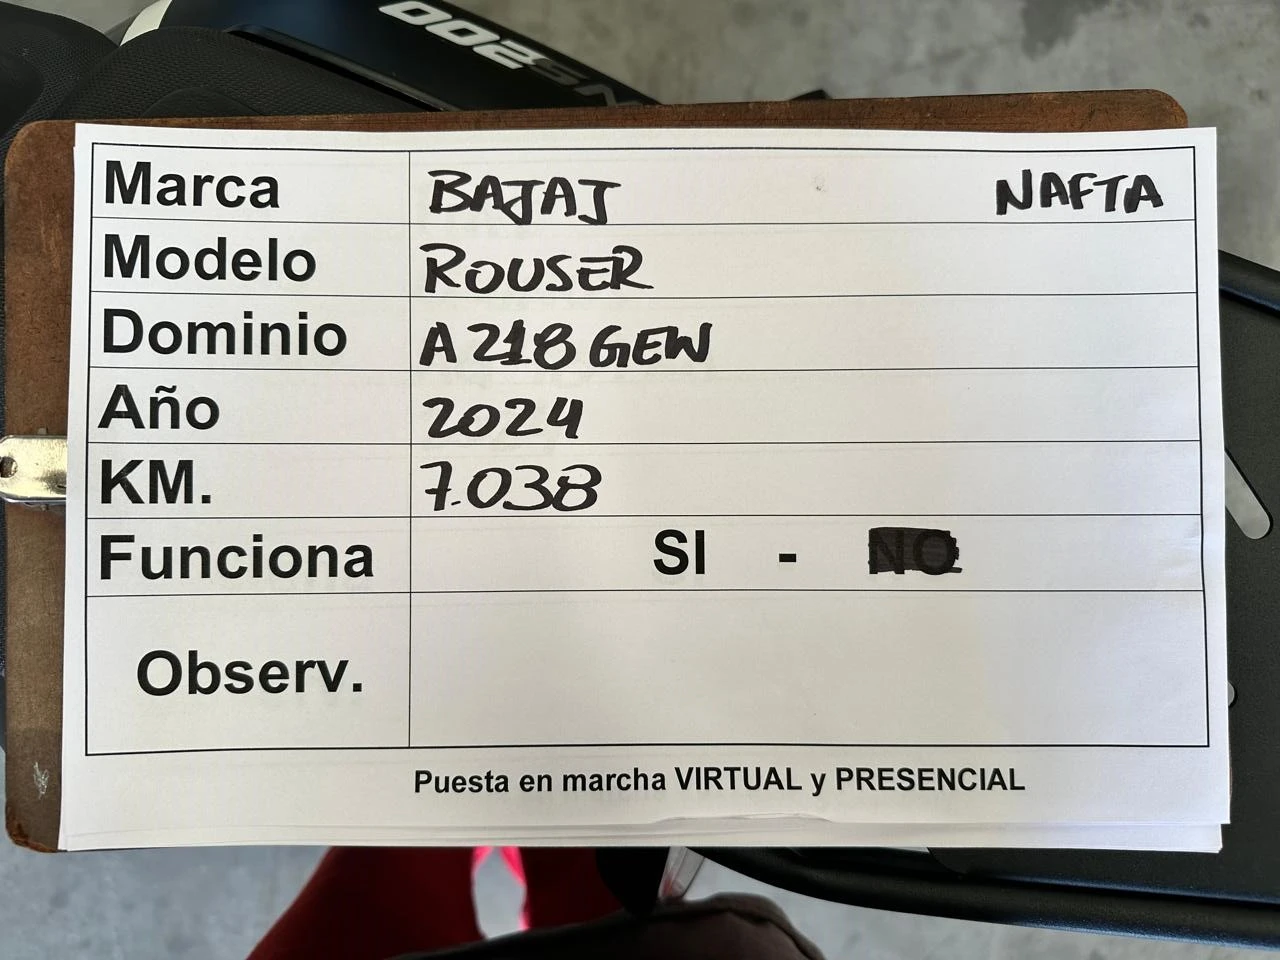 NS200
Marca BAJAJ NAFTA
Modelo ROUSER
Dominio A218GEW
Año 2024
KM. 7.038
Funciona SI - NO
Observ.
Puesta en marcha VIRTUAL y PRESENCIAL